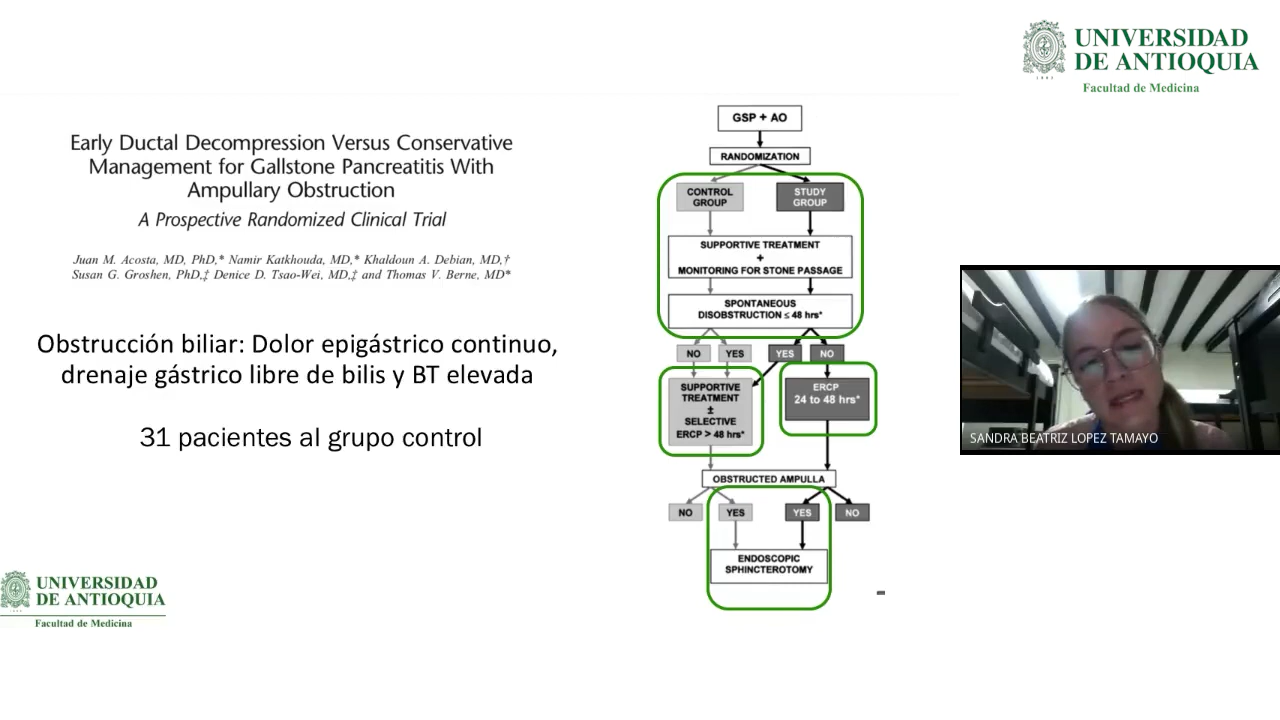 UNIVERSIDAD
DE ANTIOQUIA
Facultad de Medicina
Early Ductal Decompression Versus Conservative
Management for Gallstone Pancreatitis With
Ampullary Obstruction
A Prospective Randomized Clinical Trial
Juan M. Acosta, MD, PhD,* Namir Katkhouda, MD,* Khaldoun A. Debian, MD,†
Susan G. Groshen, PhD,‡ Denice D. Tsao-Wei, MD,‡ and Thomas V. Berne, MD*
Obstrucción biliar: Dolor epigástrico continuo,
drenaje gástrico libre de bilis y BT elevada
31 pacientes al grupo control
GSP + AO
RANDOMIZATION
CONTROL
GROUP
STUDY
GROUP
SUPPORTIVE TREATMENT
+
MONITORING FOR STONE PASSAGE
SPONTANEOUS
DISOBSTRUCTION ≤ 48 hrs*
NO
YES
YES
NO
SUPPORTIVE
TREATMENT
±
SELECTIVE
ERCP > 48 hrs*
ERCP
24 to 48 hrs*
OBSTRUCTED AMPULLA
NO
YES
YES
NO
ENDOSCOPIC
SPHINCTEROTOMY
SANDRA BEATRIZ LOPEZ TAMAYO
UNIVERSIDAD
DE ANTIOQUIA
Facultad de Medicina